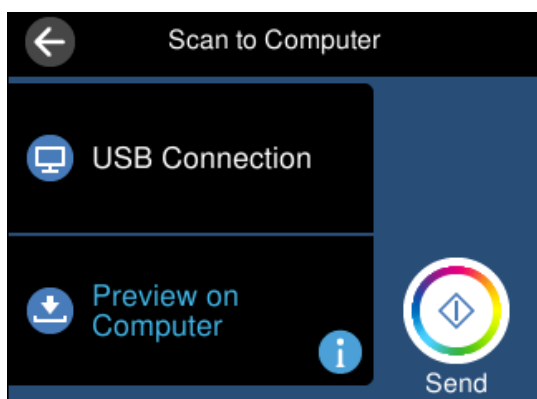 Scan to Computer
USB Connection
Preview on
Computer
i
Send